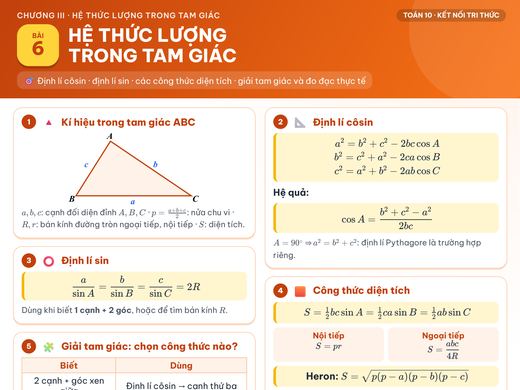 CHƯƠNG III · HỆ THỨC LƯỢNG TRONG TAM GIÁC
TOÁN 10 · KẾT NỐI TRI THỨC
BÀI
6
HỆ THỨC LƯỢNG
TRONG TAM GIÁC
🎯 Định lí côsin · định lí sin · các công thức diện tích · giải tam giác và đo đạc thực tế
1 🔺 Kí hiệu trong tam giác ABC
A
c
b
B
a
C
a, b, c: cạnh đối diện đỉnh A, B, C · p = (a+b+c)/2: nửa chu vi ·
R, r: bán kính đường tròn ngoại tiếp, nội tiếp · S: diện tích.
2 📐 Định lí côsin
a² = b² + c² − 2bc cos A
b² = c² + a² − 2ca cos B
c² = a² + b² − 2ab cos C
Hệ quả:
cos A = (b² + c² − a²)/(2bc)
A = 90° ⇒ a² = b² + c²: định lí Pythagore là trường hợp
riêng.
3 ⭕ Định lí sin
a/sin A = b/sin B = c/sin C = 2R
Dùng khi biết 1 cạnh + 2 góc, hoặc để tìm bán kính R.
4 🟧 Công thức diện tích
S = ½bc sin A = ½ca sin B = ½ab sin C
Nội tiếp
S = pr
Ngoại tiếp
S = abc/4R
Heron: S = √(p(p − a)(p − b)(p − c))
5 🧩 Giải tam giác: chọn công thức nào?
Biết
Dùng
2 cạnh + góc xen
Định lí côsin → cạnh thứ ba